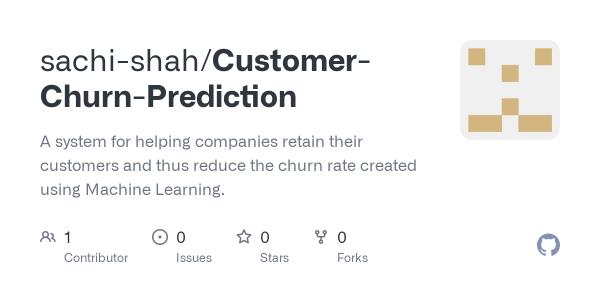 sachi-shah/Customer-
Churn-Prediction
A system for helping companies retain their
customers and thus reduce the churn rate created
using Machine Learning.
1 0 0 0
Contributor Issues Stars Forks